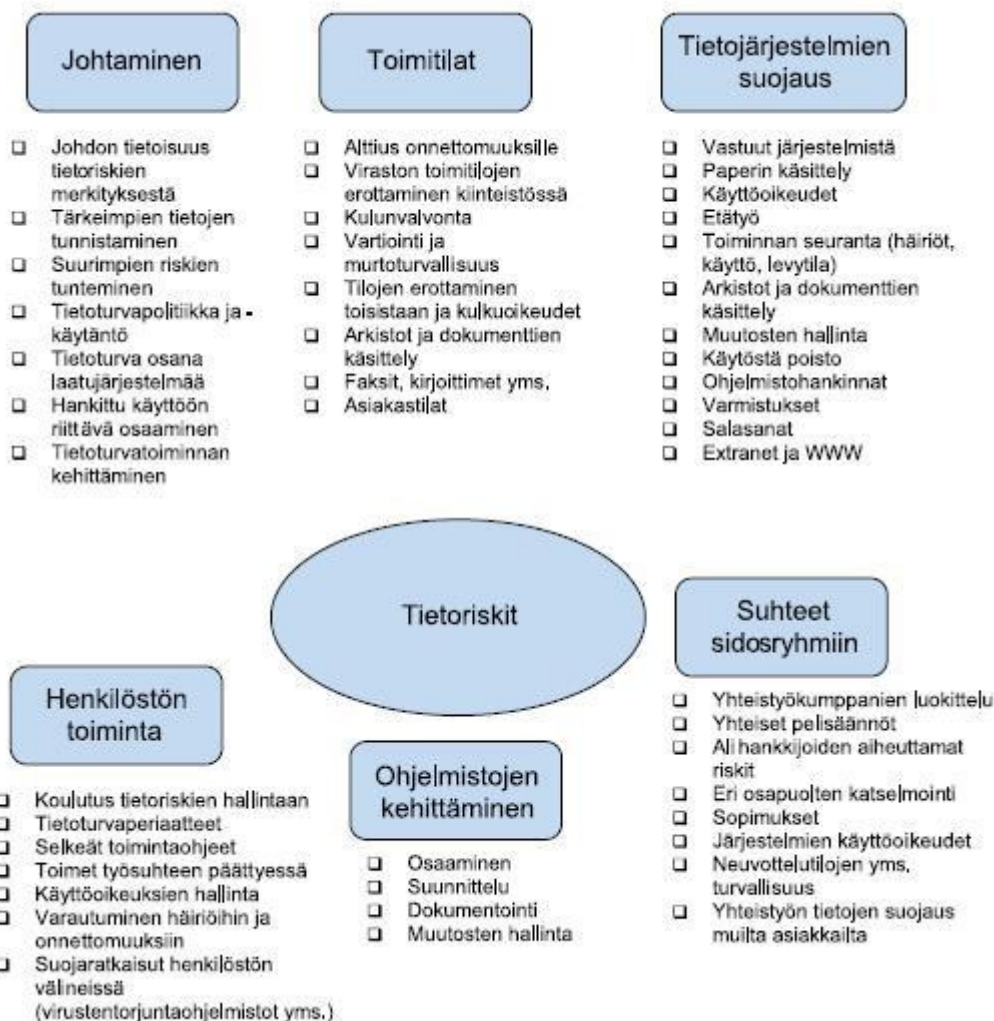 Johtaminen
Johdon tietoisuus
tietoriskien
merkityksestä
Tärkeimpien tietojen
tunnistaminen
Suurimpien riskien
tunteminen
Tietoturvapolitiikka ja -
käytäntö
Tietoturva osana
laatujärjestelmää
Hankittu käyttöön
riittävä osaaminen
Tietoturvatoiminnan
kehittäminen
Toimitilat
Alttius onnettomuuksille
Viraston toimitilojen
erottaminen kiinteistössä
Kulunvalvonta
Vartiointi ja
murtoturvallisuus
Tilojen erottaminen
toisistaan ja kulkuoikeudet
Arkistot ja dokumenttien
käsittely
Faksit, kirjoittimet yms.
Asiakastilat
Tietojärjestelmien
suojaus
Vastuut järjestelmistä
Paperin käsittely
Käyttöoikeudet
Etätyö
Toiminnan seuranta (häiriöt,
käyttö, levytila)
Arkistot ja dokumenttien
käsittely
Muutosten hallinta
Käytöstä poisto
Ohjelmistohankinnat
Varmistukset
Salasanat
Extranet ja WWW
Tietoriskit
Henkilöstön
toiminta
Koulutus tietoriskien hallintaan
Tietoturvaperiaatteet
Selkeät toimintaohjeet
Toimet työsuhteen päättyessä
Käyttöoikeuksien hallinta
Varautuminen häiriöihin ja
onnettomuuksiin
Suojaratkaisut henkilöstön
välineissä
(virustentorjuntaohjelmistot yms.)
Ohjelmistojen
kehittäminen
Osaaminen
Suunnittelu
Dokumentointi
Muutosten hallinta
Suhteet
sidosryhmiin
Yhteistyökumppanien luokittelu
Yhteiset pelisäännöt
Alihankkijoiden aiheuttamat
riskit
Eri osapuolten katselmointi
Sopimukset
Järjestelmien käyttöoikeudet
Neuvottelutilojen yms.
turvallisuus
Yhteistyön tietojen suojaus
muilta asiakkailta